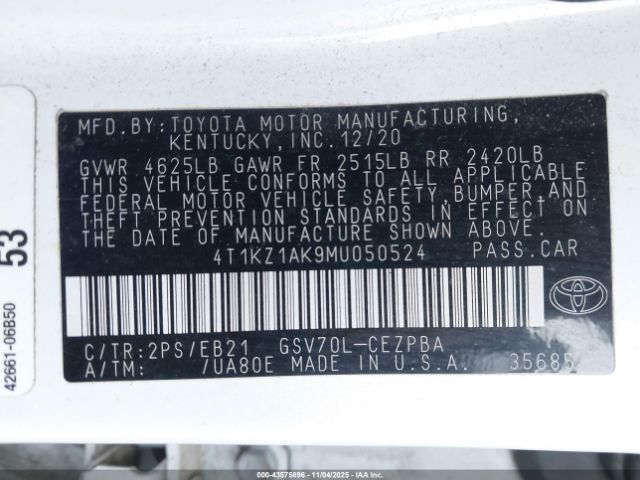 MFD. BY: TOYOTA MOTOR MANUFACTURING,
KENTUCKY, INC. 12/20
GVWR 4625LB GAWR FR 2515LB RR 2420LB
THIS VEHICLE CONFORMS TO ALL APPLICABLE
FEDERAL MOTOR VEHICLE SAFETY, BUMPER, AND
THEFT PREVENTION STANDARDS IN EFFECT ON
THE DATE OF MANUFACTURE SHOWN ABOVE.
4T1KZ1AK9MU050524 PASS. CAR
C/TR: 2PS/EB21 GSV70L-CEZPBA
A/TM: /UA80E MADE IN U.S.A. 35685
53
42661-06B50
© - 43575896 - 11/04/2025 - IAAI.COM